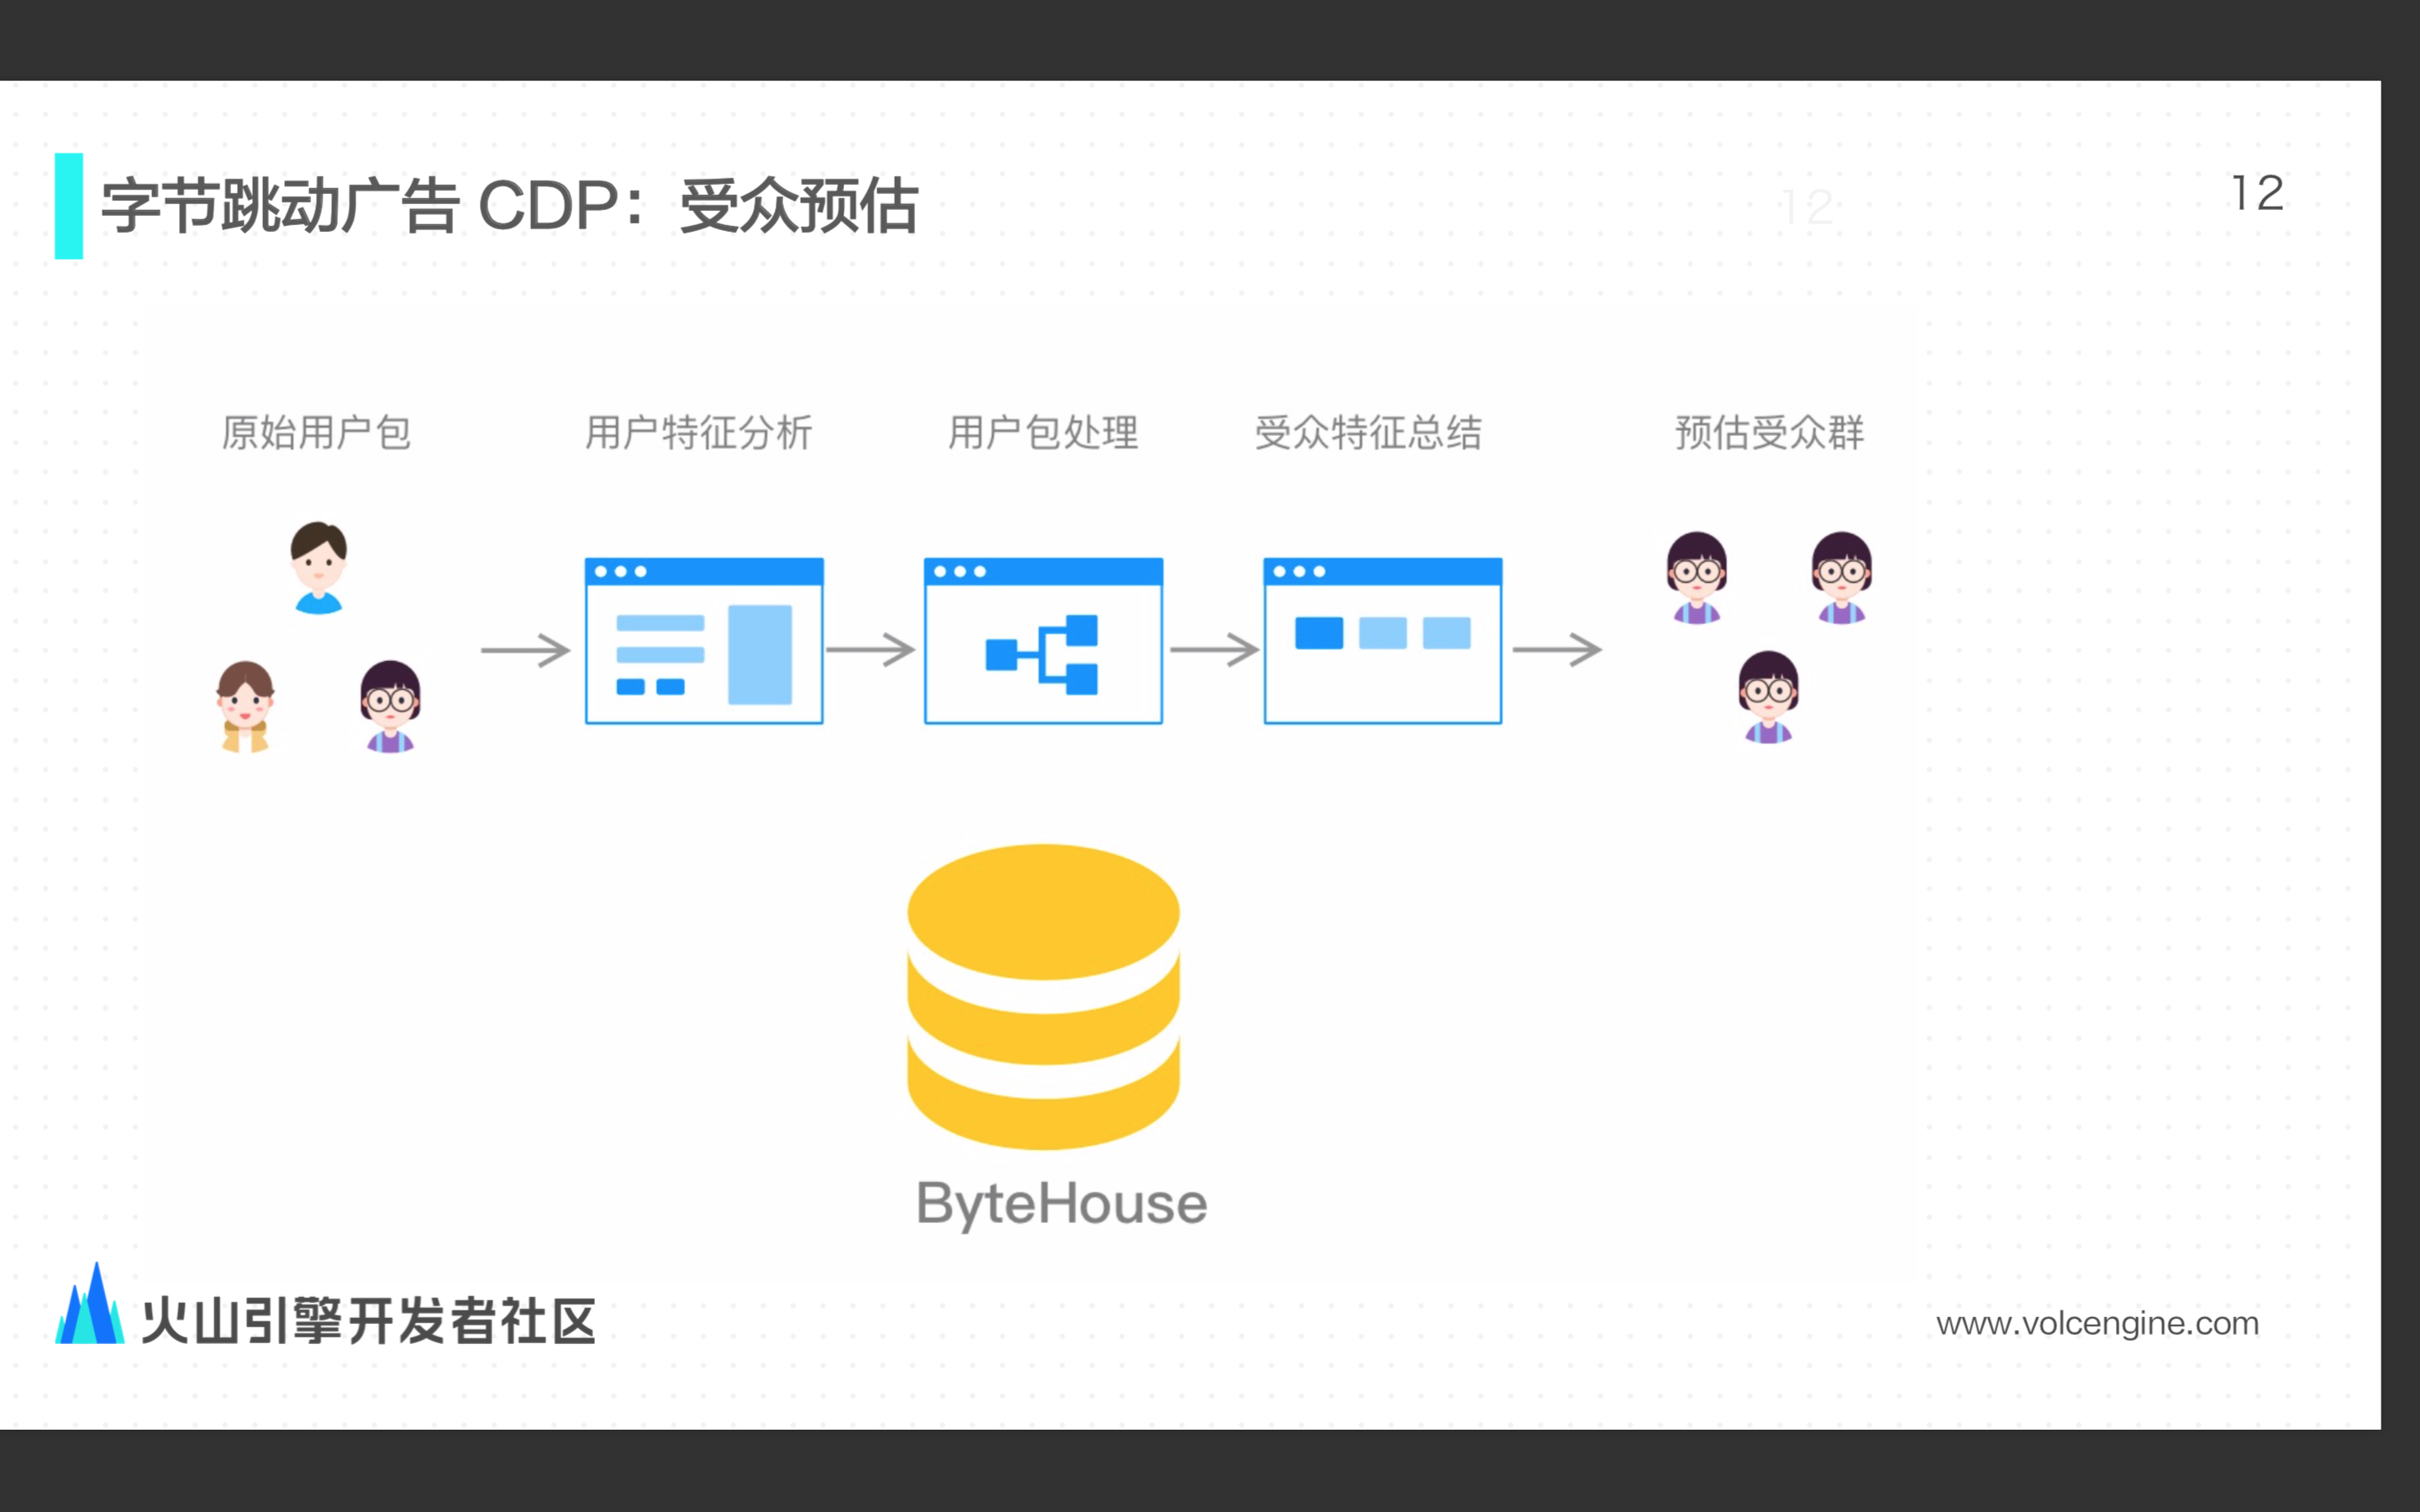 字节跳动广告 CDP：受众预估
12
12
原始用户包
用户特征分析
用户包处理
受众特征总结
预估受众群
ByteHouse
火山引擎开发者社区
www.volcengine.com